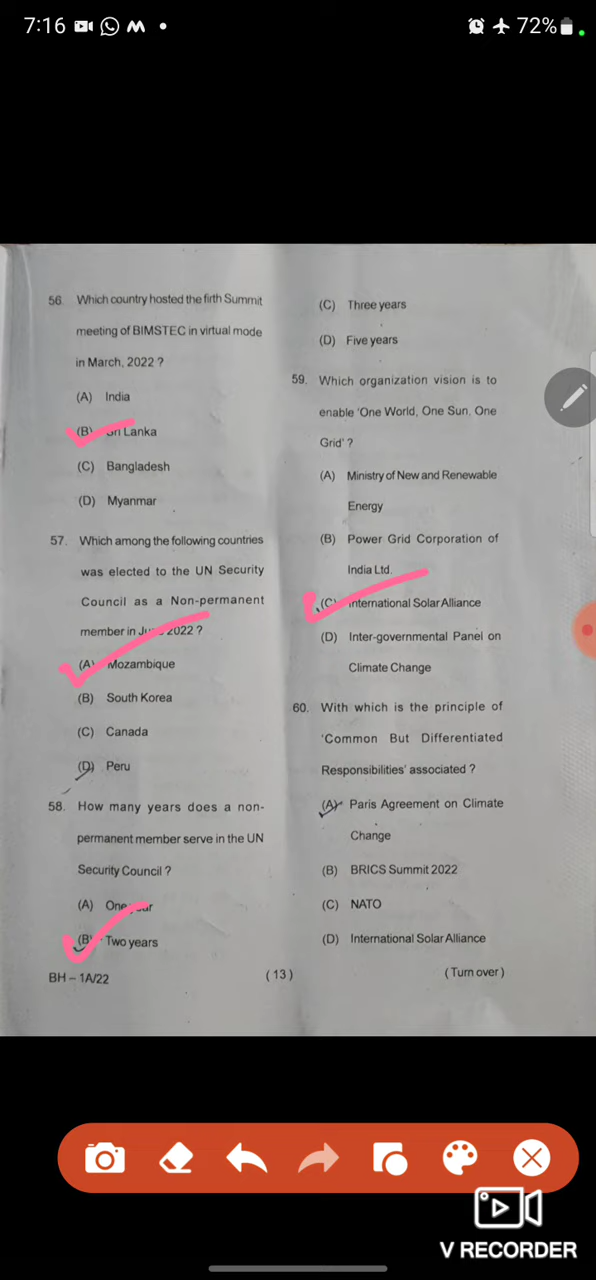 7:16
72%
56. Which country hosted the firth Summit
meeting of BIMSTEC in virtual mode
in March, 2022 ?
(A) India
(B) Sri Lanka
(C) Bangladesh
(D) Myanmar
57. Which among the following countries
was elected to the UN Security
Council as a Non-permanent
member in 2022 ?
(A) Mozambique
(B) South Korea
(C) Canada
(D) Peru
58. How many years does a non-
permanent member serve in the UN
Security Council ?
(A) One
(B) Two years
BH – 1A/22
(13)
(C) Three years
(D) Five years
59. Which organization vision is to
enable 'One World, One Sun, One
Grid' ?
(A) Ministry of New and Renewable
Energy
(B) Power Grid Corporation of
India Ltd.
(C) International Solar Alliance
(D) Inter-governmental Panel on
Climate Change
60. With which is the principle of
'Common But Differentiated
Responsibilities' associated ?
(A) Paris Agreement on Climate
Change
(B) BRICS Summit 2022
(C) NATO
(D) International Solar Alliance
(Turn over)
V RECORDER